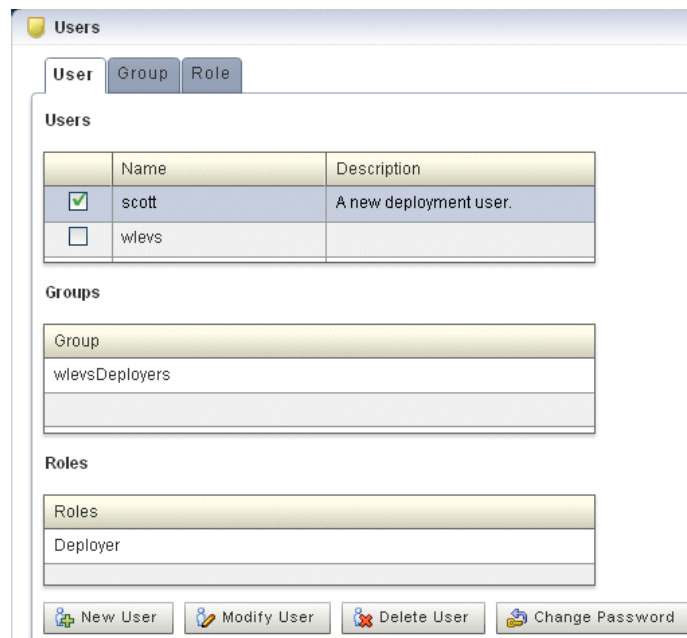 Users
User Group Role
Users
Name Description
scott A new deployment user.
wlevs
Groups
Group
wlevsDeployers
Roles
Roles
Deployer
New User Modify User Delete User Change Password